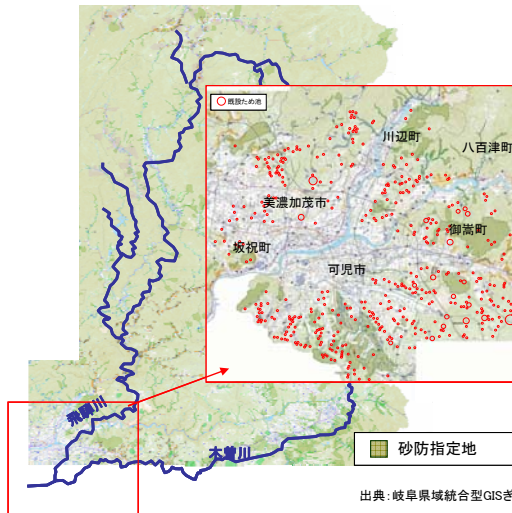 既設ため池
川辺町
八百津町
美濃加茂市
御嵩町
坂祝町
可児市
飛騨川
木曽川
砂防指定地
出典:岐阜県域統合型GISぎ